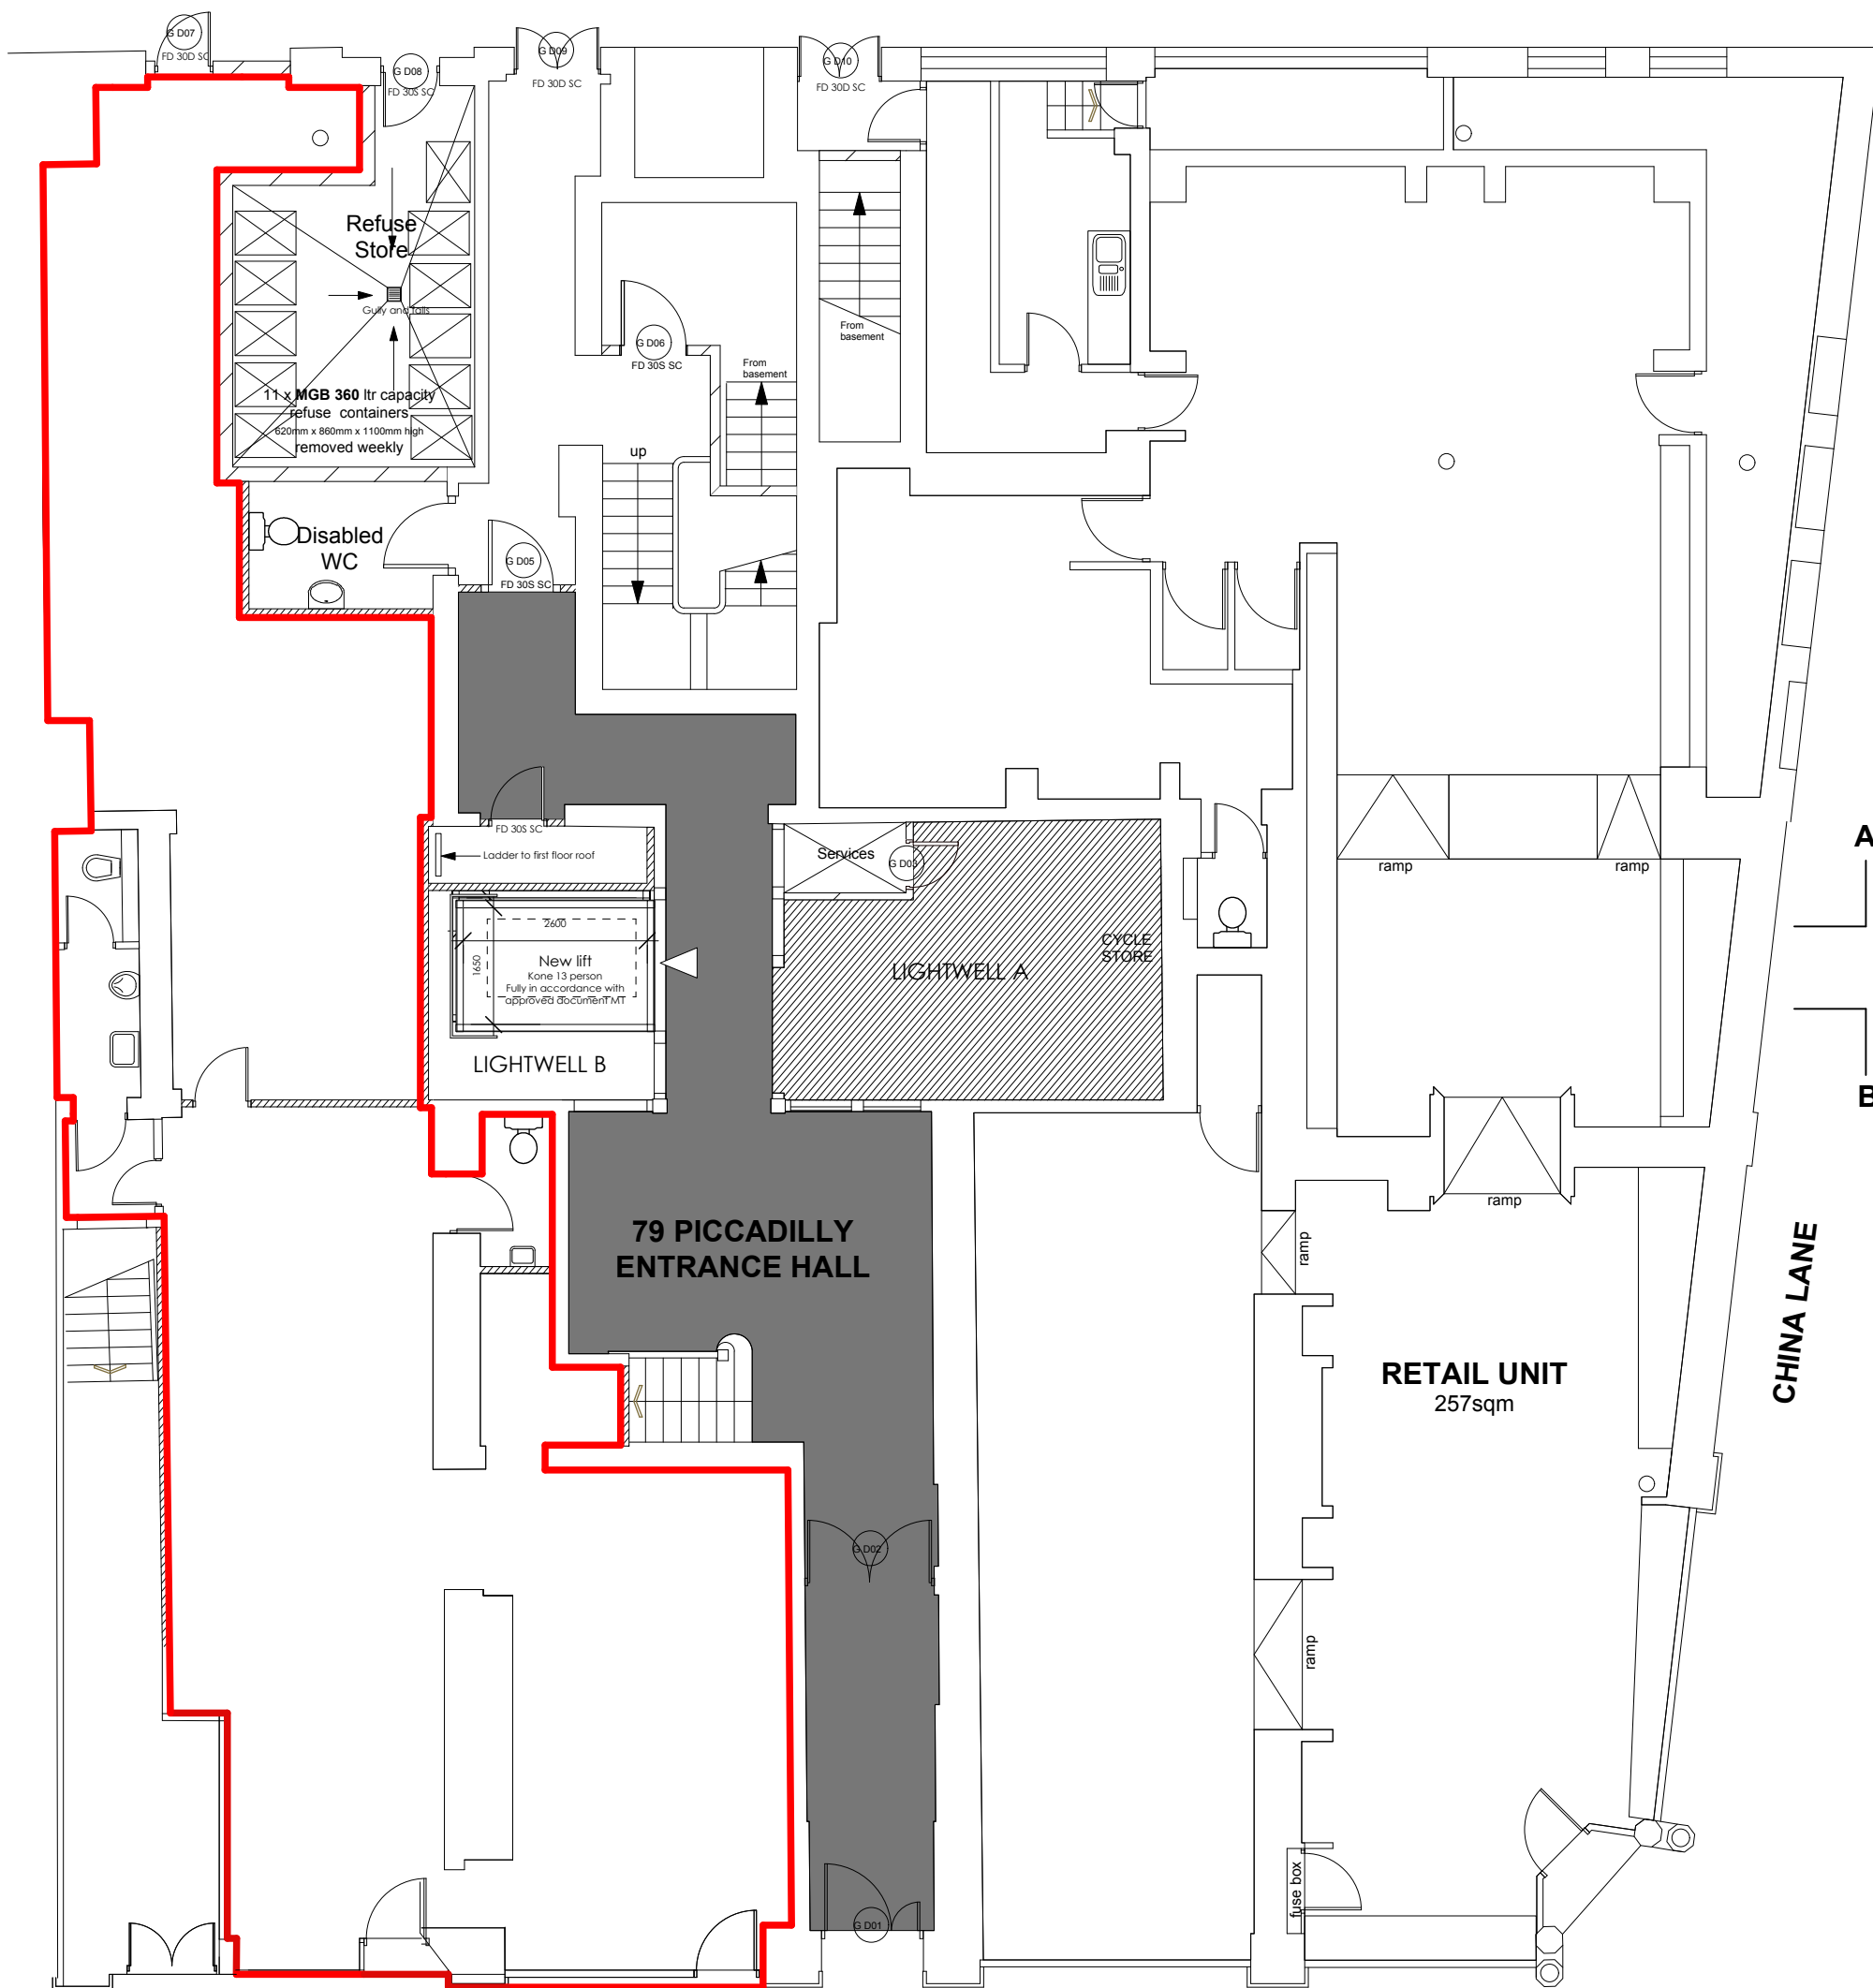 G D07
FD 30D SC
G D08
FD 30S SC
G D09
FD 30D SC
G D10
FD 30D SC
Refuse
Store
Gully and falls
11 x MGB 360 ltr capacity
refuse containers
620mm x 860mm x 1100mm high
removed weekly
G D06
FD 30S SC
From
basement
From
basement
up
Disabled
WC
G D05
FD 30S SC
FD 30S SC
Ladder to first floor roof
Services
G D03
2600
1650
New lift
Kone 13 person
Fully in accordance with
approved document MT
LIGHTWELL B
LIGHTWELL A
CYCLE
STORE
ramp
ramp
A
B
ramp
79 PICCADILLY
ENTRANCE HALL
ramp
RETAIL UNIT
257sqm
CHINA LANE
G D02
ramp
fuse box
G D01